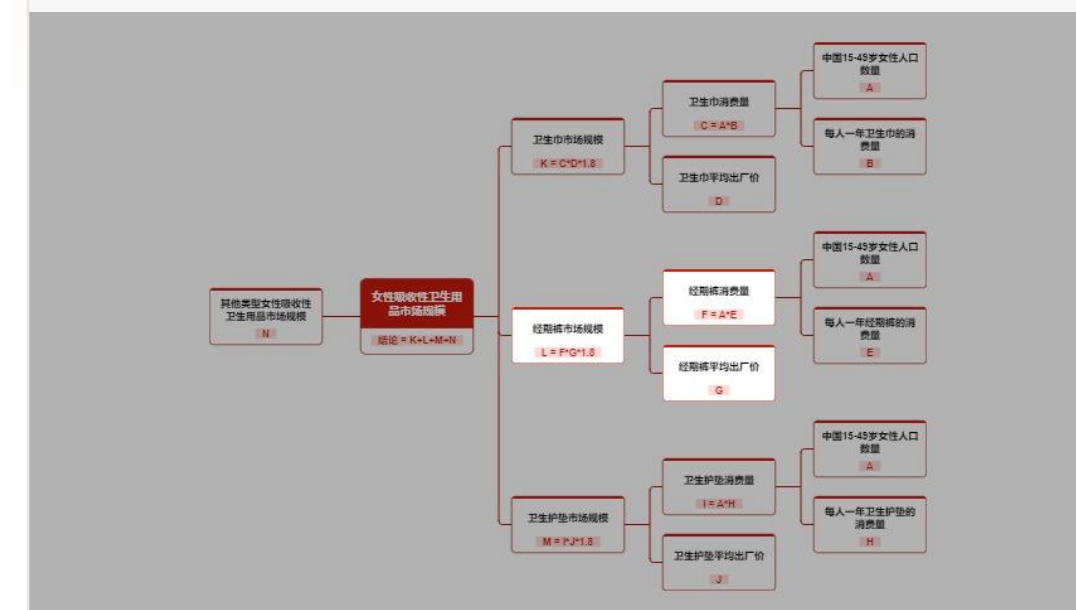 其他类型女性吸收性
卫生用品市场规模
N
女性吸收性卫生用
品市场规模
结论 = K+L+M+N
卫生巾市场规模
K = C*D*1.8
卫生巾消费量
C = A*B
中国15-49岁女性人口
数量
A
每人一年卫生巾的消
费量
B
卫生巾平均出厂价
D
经期裤市场规模
L = F*G*1.8
经期裤消费量
F = A*E
中国15-49岁女性人口
数量
A
每人一年经期裤的消
费量
E
经期裤平均出厂价
G
卫生护垫市场规模
M = I*J*1.8
卫生护垫消费量
I = A*H
中国15-49岁女性人口
数量
A
每人一年卫生护垫的
消费量
H
卫生护垫平均出厂价
J